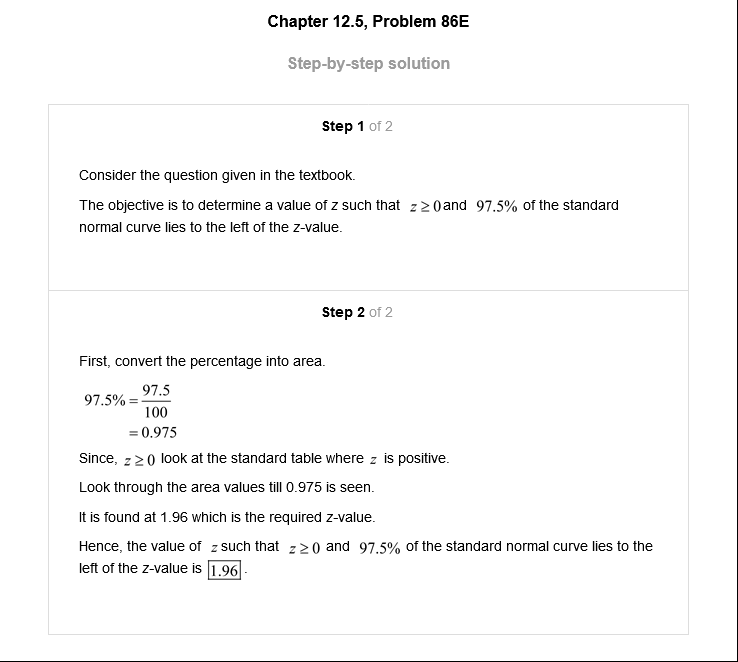 Chapter 12.5, Problem 86E
Step-by-step solution
Step 1 of 2
Consider the question given in the textbook.
The objective is to determine a value of z such that z ≥ 0 and 97.5% of the standard
normal curve lies to the left of the z-value.
Step 2 of 2
First, convert the percentage into area.
97.5% = 97.5/100
= 0.975
Since, z ≥ 0 look at the standard table where z is positive.
Look through the area values till 0.975 is seen.
It is found at 1.96 which is the required z-value.
Hence, the value of z such that z ≥ 0 and 97.5% of the standard normal curve lies to the
left of the z-value is 1.96.